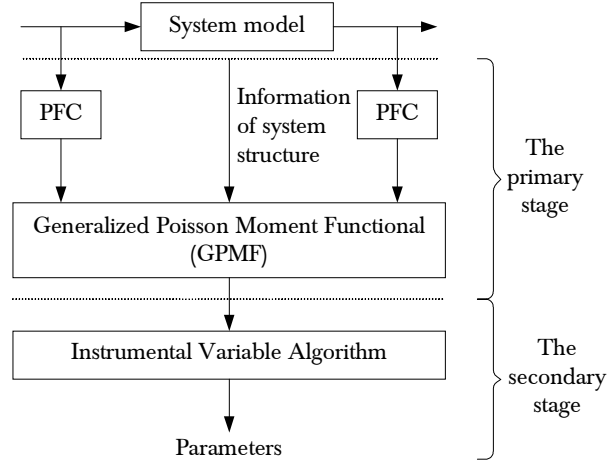 System model
PFC
Information
of system
structure
PFC
The
primary
stage
Generalized Poisson Moment Functional
(GPMF)
Instrumental Variable Algorithm
The
secondary
stage
Parameters